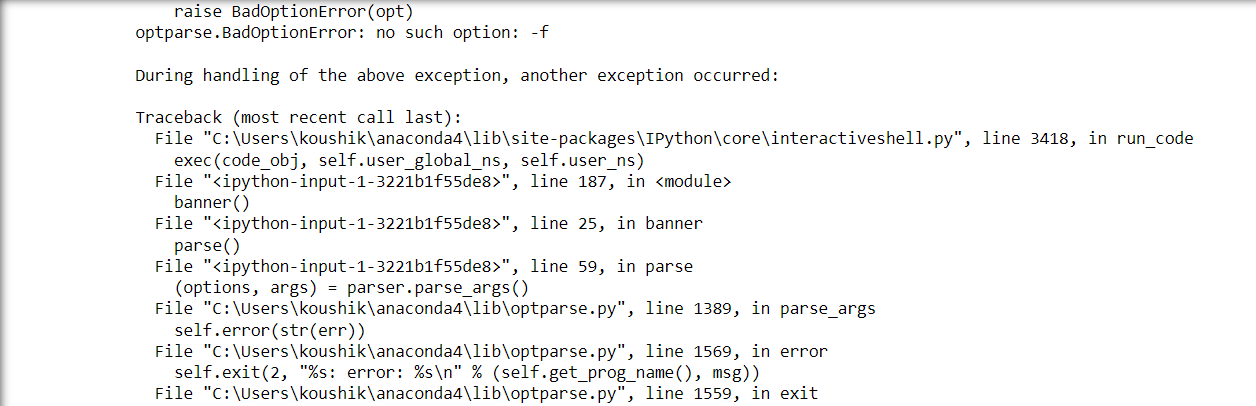 raise BadOptionError(opt)
optparse.BadOptionError: no such option: -f
During handling of the above exception, another exception occurred:
Traceback (most recent call last):
File "C:\Users\koushik\anaconda4\lib\site-packages\IPython\core\interactiveshell.py", line 3418, in run_code
exec(code_obj, self.user_global_ns, self.user_ns)
File "<ipython-input-1-3221b1f55de8>", line 187, in <module>
banner()
File "<ipython-input-1-3221b1f55de8>", line 25, in banner
parse()
File "<ipython-input-1-3221b1f55de8>", line 59, in parse
(options, args) = parser.parse_args()
File "C:\Users\koushik\anaconda4\lib\optparse.py", line 1389, in parse_args
self.error(str(err))
File "C:\Users\koushik\anaconda4\lib\optparse.py", line 1569, in error
self.exit(2, "%s: error: %s\n" % (self.get_prog_name(), msg))
File "C:\Users\koushik\anaconda4\lib\optparse.py", line 1559, in exit